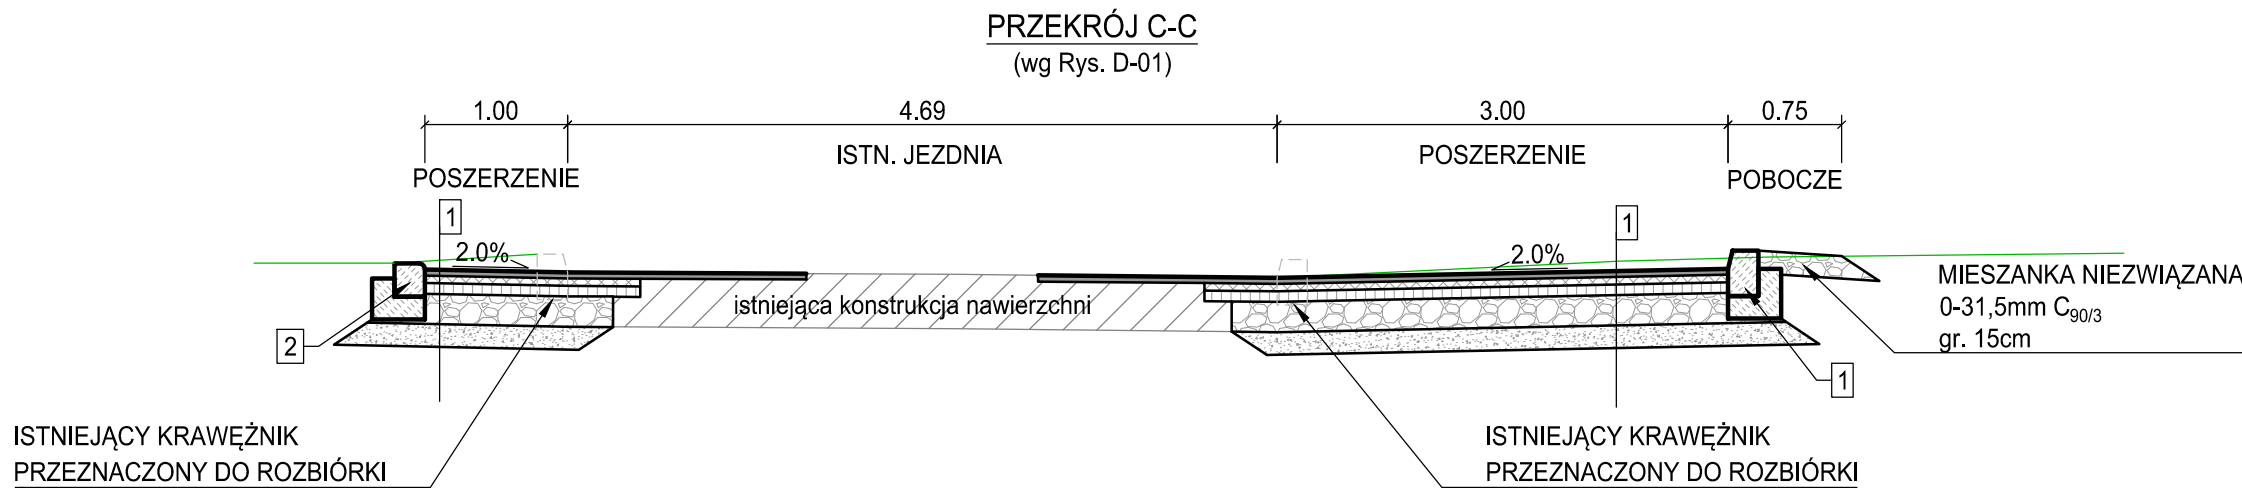 PRZEKRÓJ C-C
(wg Rys. D-01)
1.00
4.69
3.00
0.75
ISTN. JEZDNIA
POSZERZENIE
POSZERZENIE
POBOCZE
1
1
2.0%
2.0%
istniejąca konstrukcja nawierzchni
MIESZANKA NIEZWIĄZANA
0-31,5mm C90/3
gr. 15cm
2
1
ISTNIEJĄCY KRAWĘŻNIK
PRZEZNACZONY DO ROZBIÓRKI
ISTNIEJĄCY KRAWĘŻNIK
PRZEZNACZONY DO ROZBIÓRKI